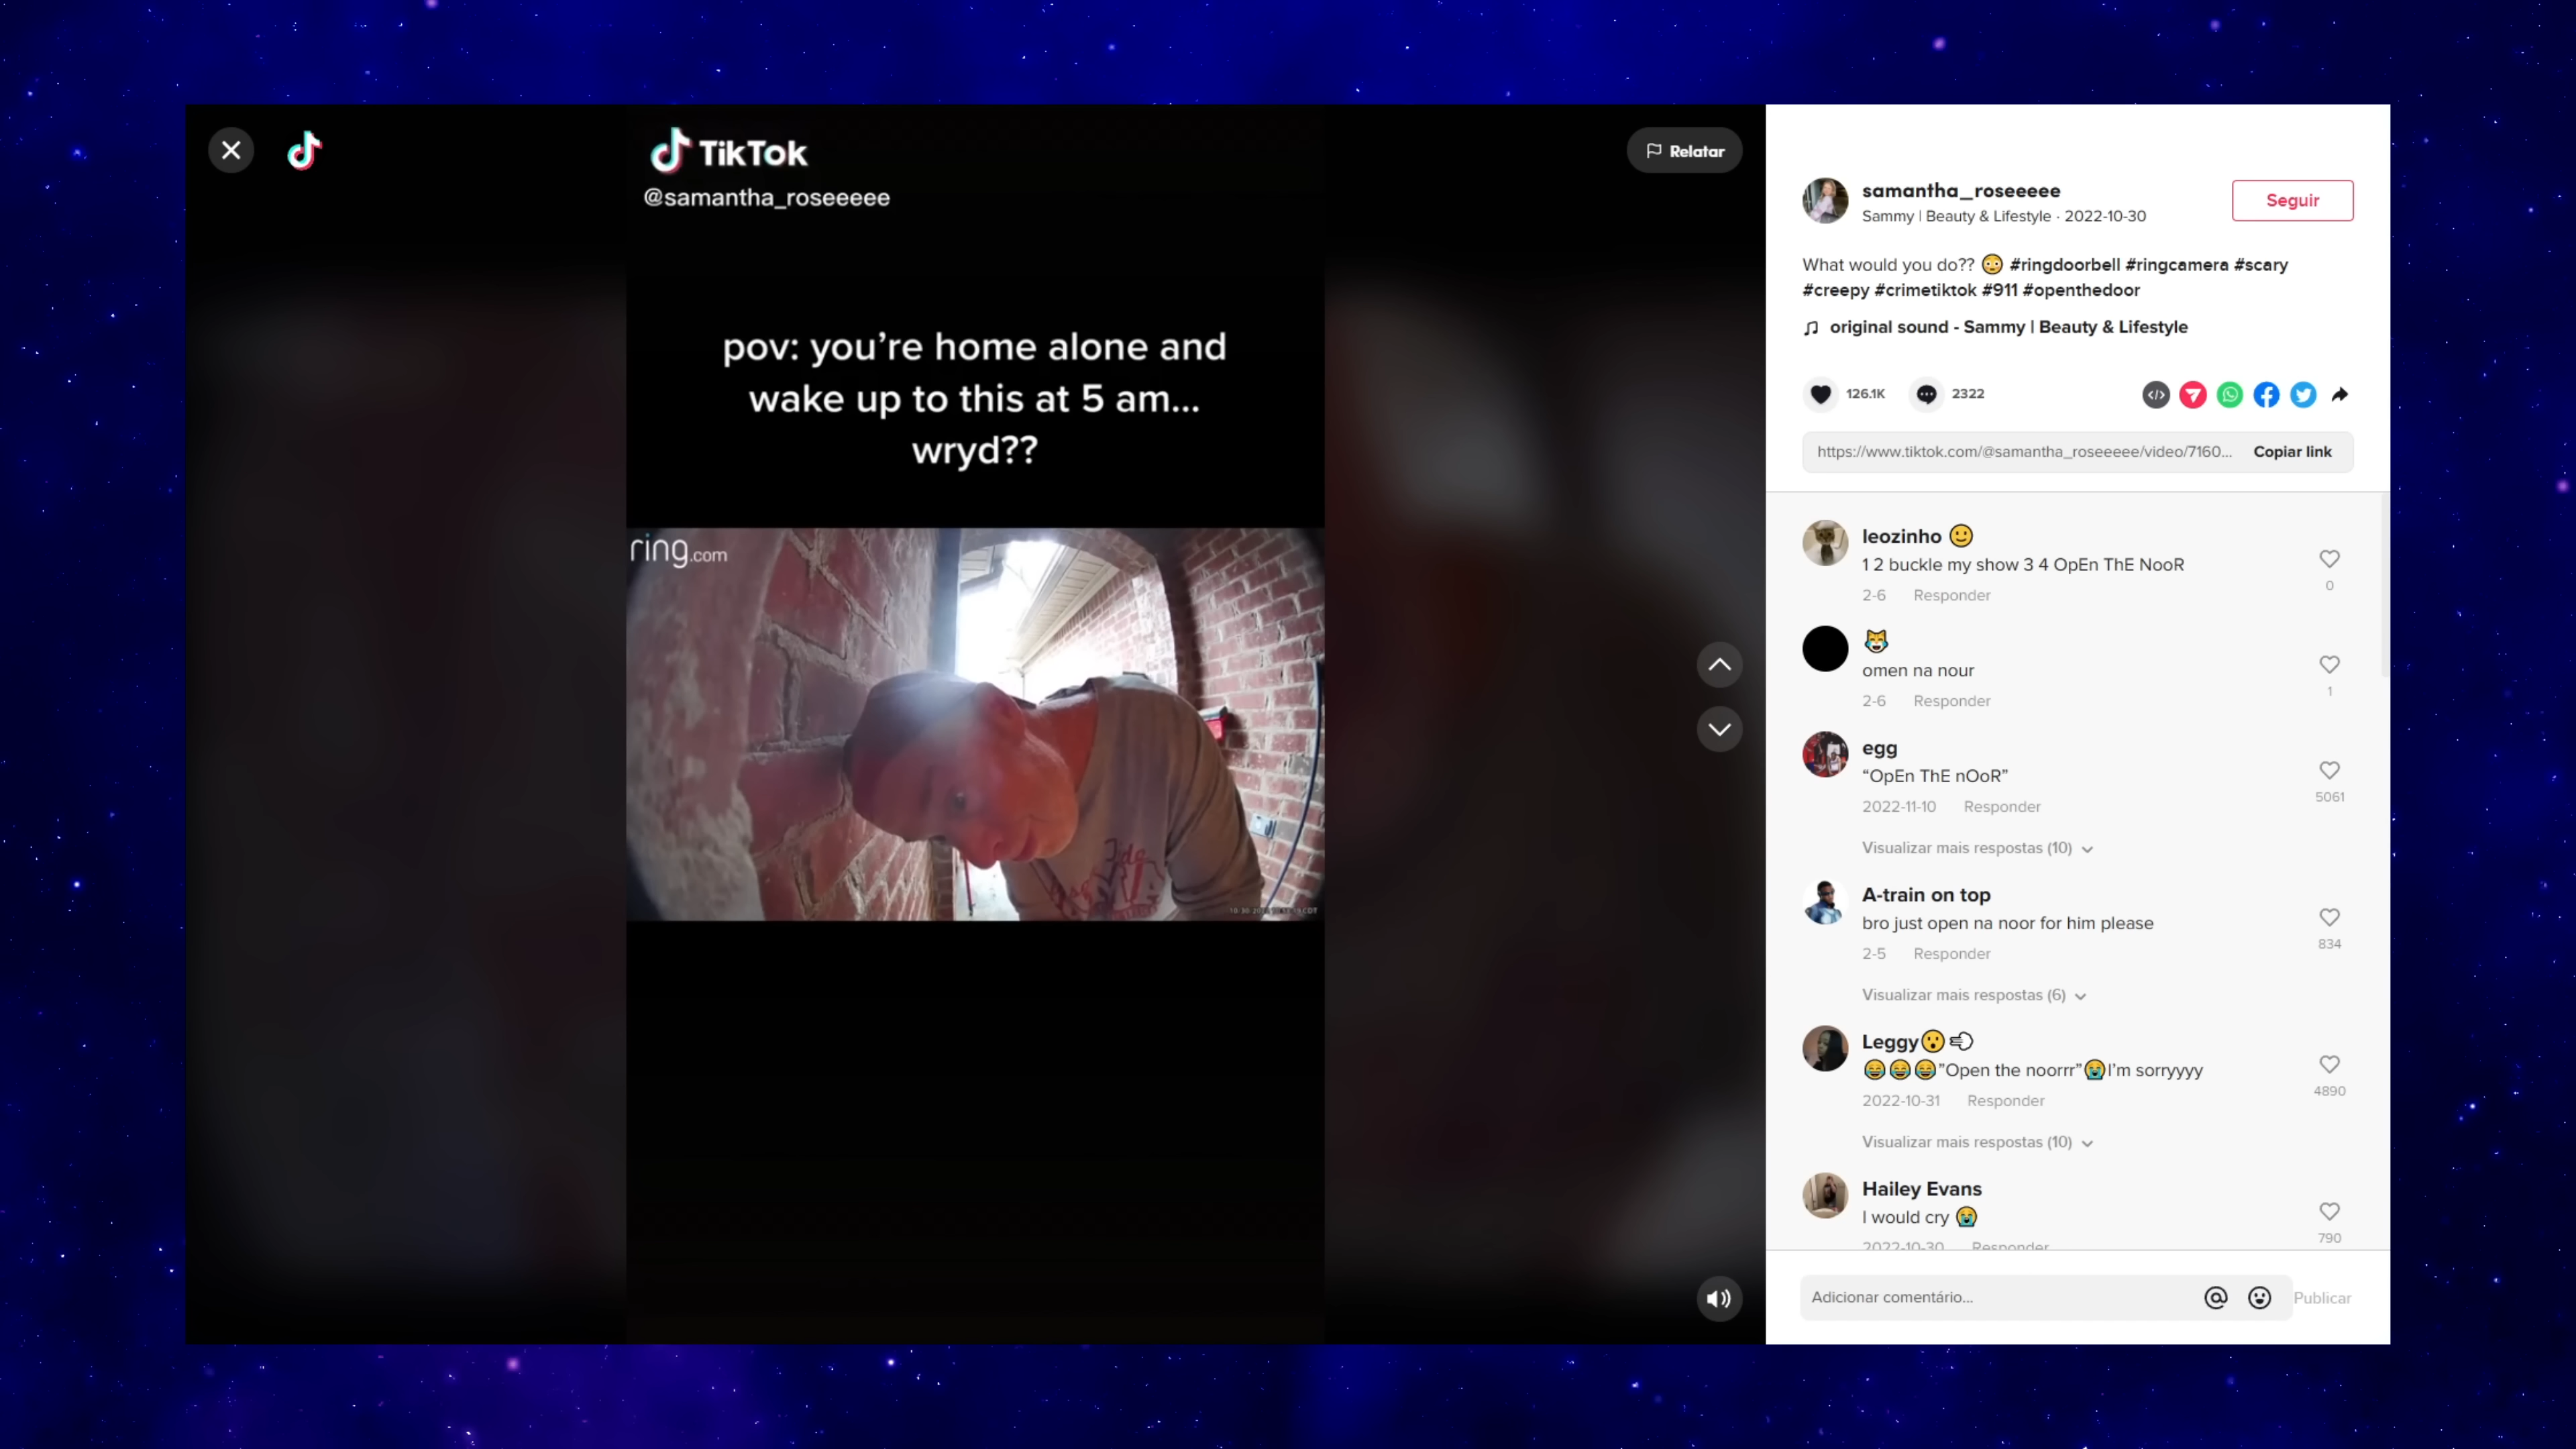 TikTok
@samantha_roseeeee
Relatar
pov: you’re home alone and
wake up to this at 5 am...
wryd??
ring.com
samantha_roseeeee
Sammy | Beauty & Lifestyle · 2022-10-30
Seguir
What would you do?? 😳 #ringdoorbell #ringcamera #scary
#creepy #crimetiktok #911 #openthedoor
original sound - Sammy | Beauty & Lifestyle
126.1K
2322
https://www.tiktok.com/@samantha_roseeeee/video/7160...
Copiar link
leozinho 🙂
1 2 buckle my show 3 4 OpEn ThE NooR
2-6 Responder
0
😹
omen na nour
2-6 Responder
1
egg
“OpEn ThE nOoR”
2022-11-10 Responder
5061
Visualizar mais respostas (10)
A-train on top
bro just open na noor for him please
2-5 Responder
834
Visualizar mais respostas (6)
Leggy😮💨
😂😂😂”Open the noorrr”😭I’m sorryyyy
2022-10-31 Responder
4890
Visualizar mais respostas (10)
Hailey Evans
I would cry 😭
2022-10-30 Responder
790
Adicionar comentário...
Publicar